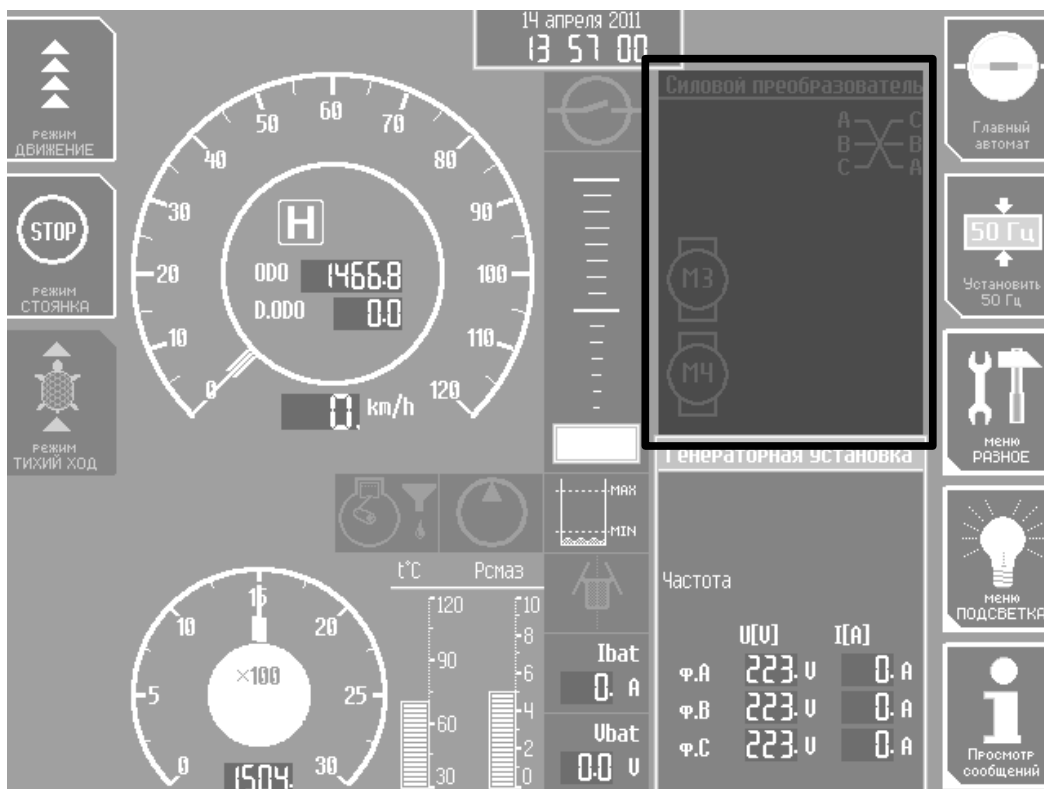 14 апреля 2011
13 57 00
режим
ДВИЖЕНИЕ
STOP
режим
СТОЯНКА
режим
ТИХИЙ ХОД
0
10
20
30
40
50
60
70
80
90
100
110
120
H
ODO 1466.8
D.ODO 0.0
0. km/h
Силовой преобразователь
A C
B B
C A
М3
М4
Главный
автомат
50 Гц
Установить
50 Гц
меню
РАЗНОЕ
меню
ПОДСВЕТКА
Просмотр
сообщений
MAX
MIN
0
5
10
15
20
25
30
×100
1504.
t°C Pсмаз
120
90
60
30
10
8
6
4
2
0
Ibat
0. A
Vbat
0.0 V
Генераторная установка
Частота
U[V] I[A]
ф.A 223. V 0. A
ф.B 223. V 0. A
ф.C 223. V 0. A